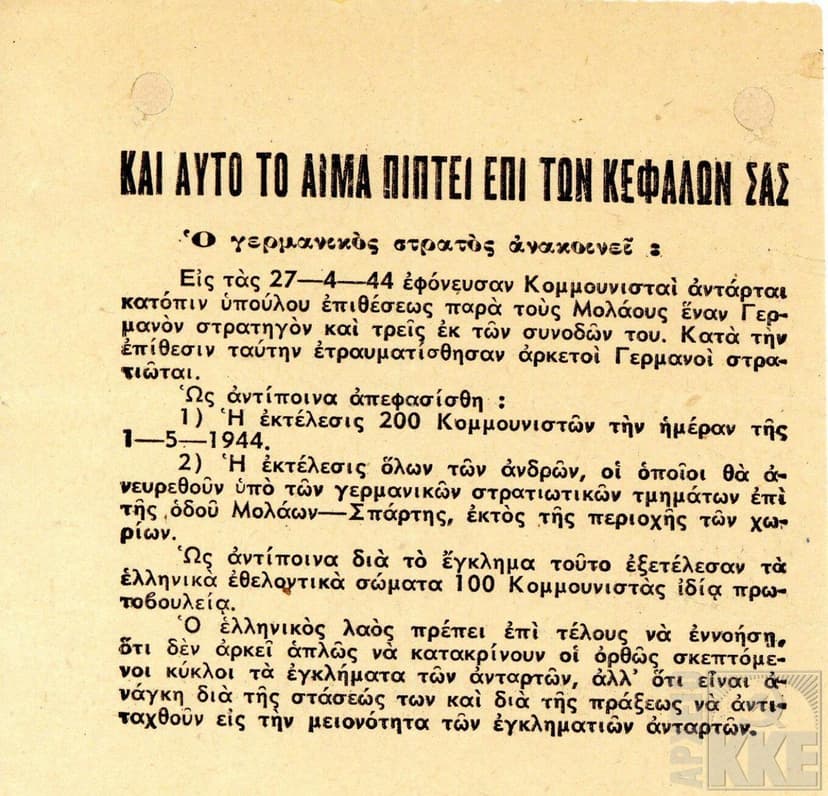 ΚΑΙ ΑΥΤΟ ΤΟ ΑΙΜΑ ΠΙΠΤΕΙ ΕΠΙ ΤΩΝ ΚΕΦΑΛΩΝ ΣΑΣ
Ὁ γερμανικὸς στρατὸς ἀνακοινεῖ :
Εἰς τὰς 27—4—44 ἐφόνευσαν Κομμουνισταὶ ἀντάρται
κατόπιν ὑπούλου ἐπιθέσεως παρὰ τοὺς Μολάους ἕναν Γερ-
μανὸν στρατηγὸν καὶ τρεῖς ἐκ τῶν συνοδῶν του. Κατὰ τὴν
ἐπίθεσιν ταύτην ἐτραυματίσθησαν ἀρκετοὶ Γερμανοὶ στρα-
τιῶται.
Ὡς ἀντίποινα ἀπεφασίσθη :
1) Ἡ ἐκτέλεσις 200 Κομμουνιστῶν τὴν ἡμέραν τῆς
1—5—1944.
2) Ἡ ἐκτέλεσις ὅλων τῶν ἀνδρῶν, οἱ ὁποῖοι θὰ ἀ-
νευρεθοῦν ὑπὸ τῶν γερμανικῶν στρατιωτικῶν τμημάτων ἐπὶ
τῆς ὁδοῦ Μολάων—Σπάρτης, ἐκτὸς τῆς περιοχῆς τῶν χω-
ρίων.
Ὡς ἀντίποινα διὰ τὸ ἔγκλημα τοῦτο ἐξετέλεσαν τὰ
ἑλληνικὰ ἐθελοντικὰ σώματα 100 Κομμουνιστὰς ἰδίᾳ πρω-
τοβουλείᾳ.
Ὁ ἑλληνικὸς λαὸς πρέπει ἐπὶ τέλους νὰ ἐννοήσῃ,
ὅτι δὲν ἀρκεῖ ἁπλῶς νὰ κατακρίνουν οἱ ὀρθῶς σκεπτόμε-
νοι κύκλοι τὰ ἐγκλήματα τῶν ἀνταρτῶν, ἀλλ' ὅτι εἶναι ἀ-
νάγκη διὰ τῆς στάσεώς των καὶ διὰ τῆς πράξεως νὰ ἀντι-
ταχθοῦν εἰς τὴν μειονότητα τῶν ἐγκληματιῶν ἀνταρτῶν.
ΚΚΕ